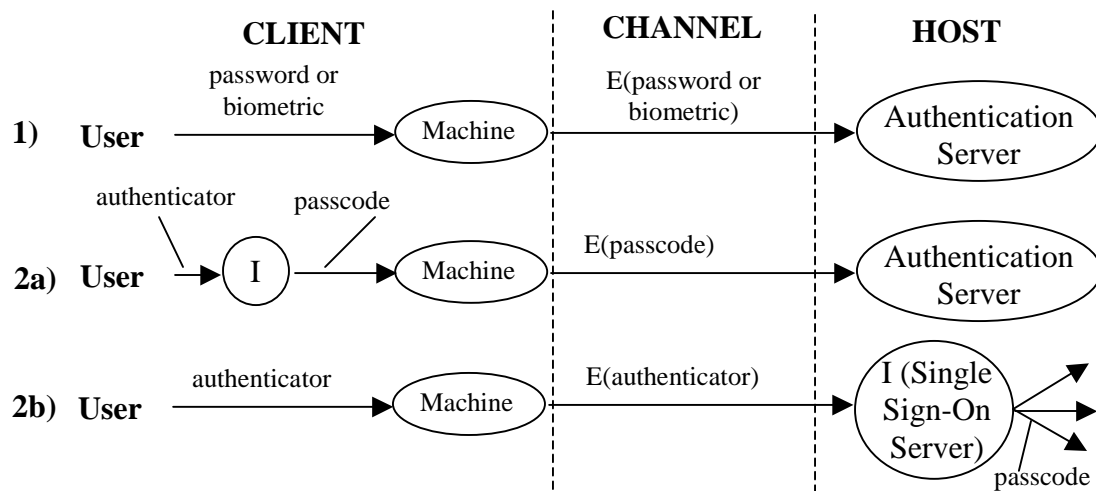 CLIENT CHANNEL HOST
password or
biometric
E(password or
biometric)
1) User Machine Authentication
Server
authenticator passcode
2a) User I Machine E(passcode) Authentication
Server
authenticator E(authenticator)
2b) User Machine I (Single
Sign-On
Server)
passcode